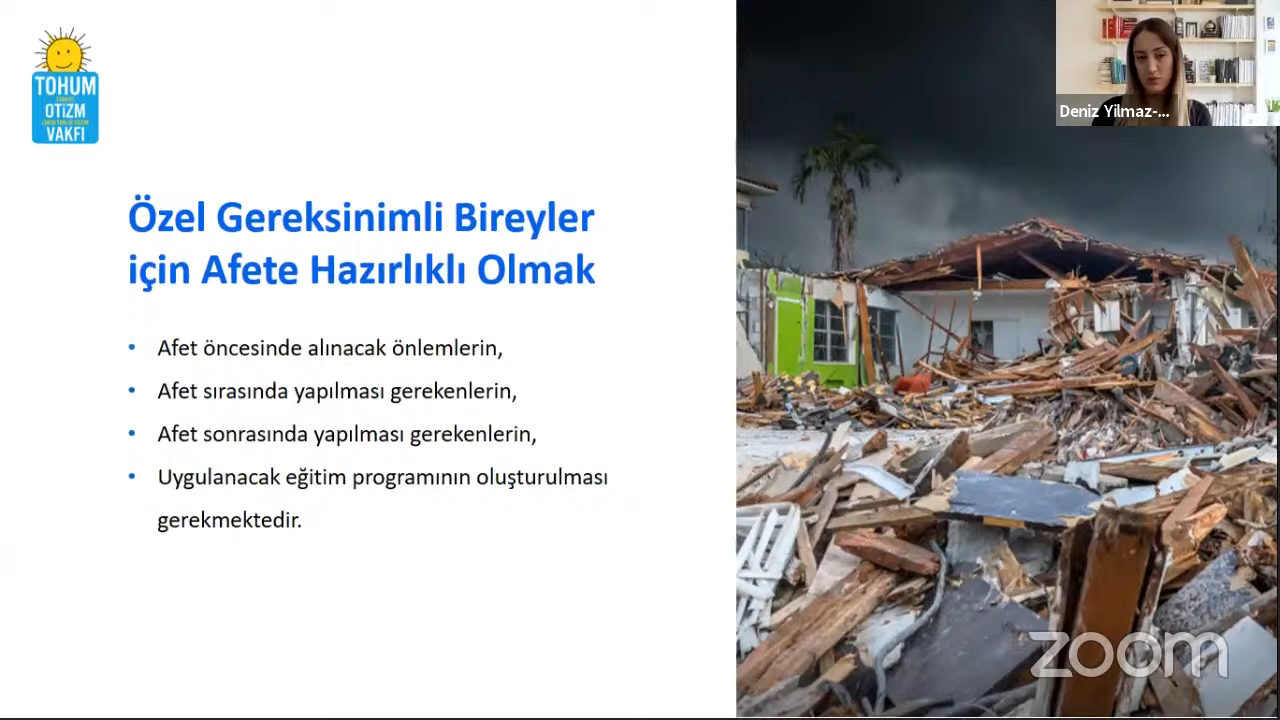 TOHUM
OTİZM
VAKFI
Özel Gereksinimli Bireyler
için Afete Hazırlıklı Olmak
• Afet öncesinde alınacak önlemlerin,
• Afet sırasında yapılması gerekenlerin,
• Afet sonrasında yapılması gerekenlerin,
• Uygulanacak eğitim programının oluşturulması
gerekmektedir.
Deniz Yilmaz-...
zoom